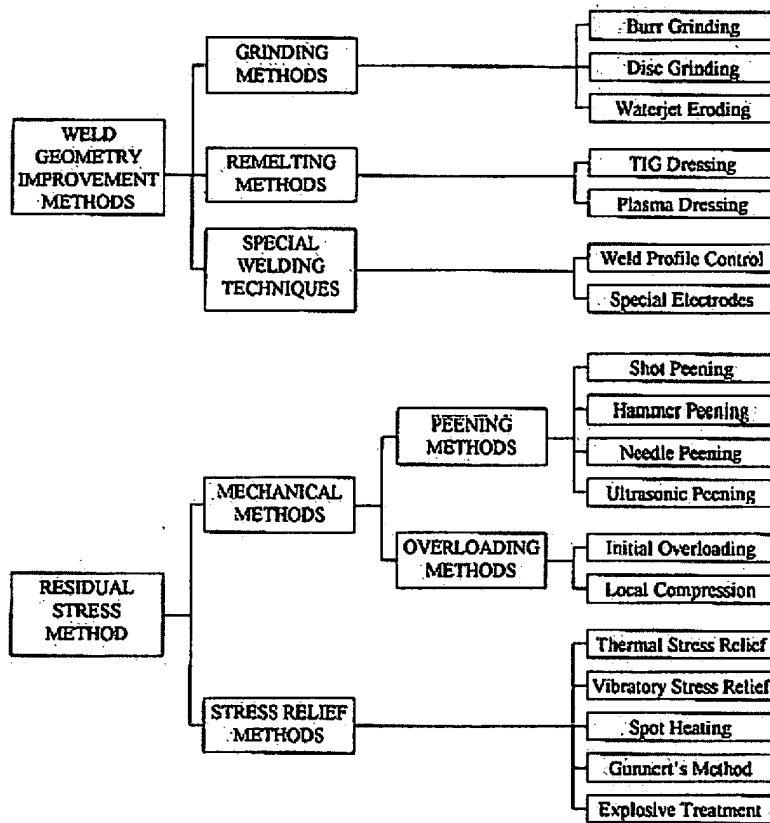 WELD
GEOMETRY
IMPROVEMENT
METHODS
GRINDING
METHODS
Burr Grinding
Disc Grinding
Waterjet Eroding
REMELTING
METHODS
TIG Dressing
Plasma Dressing
SPECIAL
WELDING
TECHNIQUES
Weld Profile Control
Special Electrodes
RESIDUAL
STRESS
METHOD
MECHANICAL
METHODS
PEENING
METHODS
Shot Peening
Hammer Peening
Needle Peening
Ultrasonic Peening
OVERLOADING
METHODS
Initial Overloading
Local Compression
STRESS RELIEF
METHODS
Thermal Stress Relief
Vibratory Stress Relief
Spot Heating
Gunnert's Method
Explosive Treatment